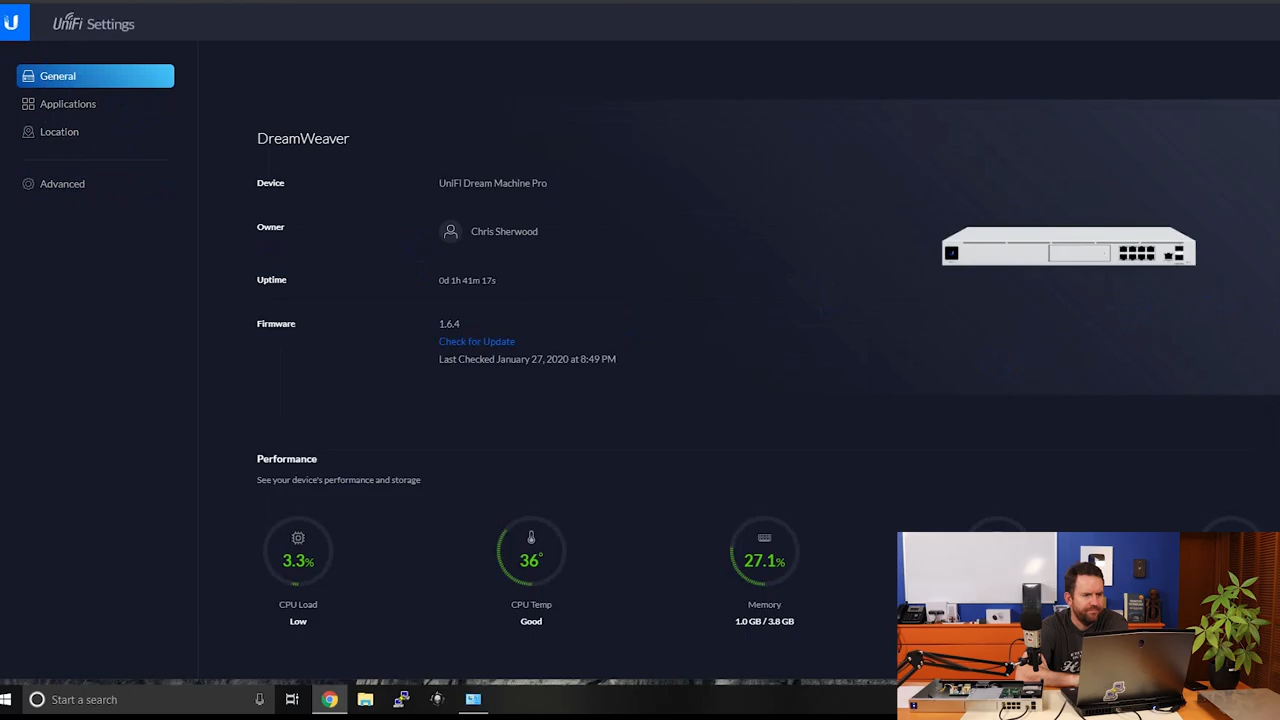 UniFi Settings
General
Applications
Location
Advanced
DreamWeaver
Device
UniFI Dream Machine Pro
Owner
Chris Sherwood
Uptime
0d 1h 41m 17s
Firmware
1.6.4
Check for Update
Last Checked January 27, 2020 at 8:49 PM
Performance
See your device's performance and storage
3.3%
36°
27.1%
CPU Load
CPU Temp
Memory
Low
Good
1.0 GB / 3.8 GB
Start a search